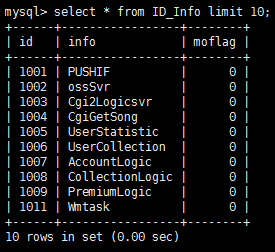 mysql> select * from ID_Info limit 10;
+------+-----------------+--------+
| id   | info            | moflag |
+------+-----------------+--------+
| 1001 | PUSHIF          |      0 |
| 1002 | ossSvr          |      0 |
| 1003 | Cgi2Logicsvr    |      0 |
| 1004 | CgiGetSong      |      0 |
| 1005 | UserStatistic   |      0 |
| 1006 | UserCollection  |      0 |
| 1007 | AccountLogic    |      0 |
| 1008 | CollectionLogic |      0 |
| 1009 | PremiumLogic    |      0 |
| 1011 | Wmtask          |      0 |
+------+-----------------+--------+
10 rows in set (0.00 sec)